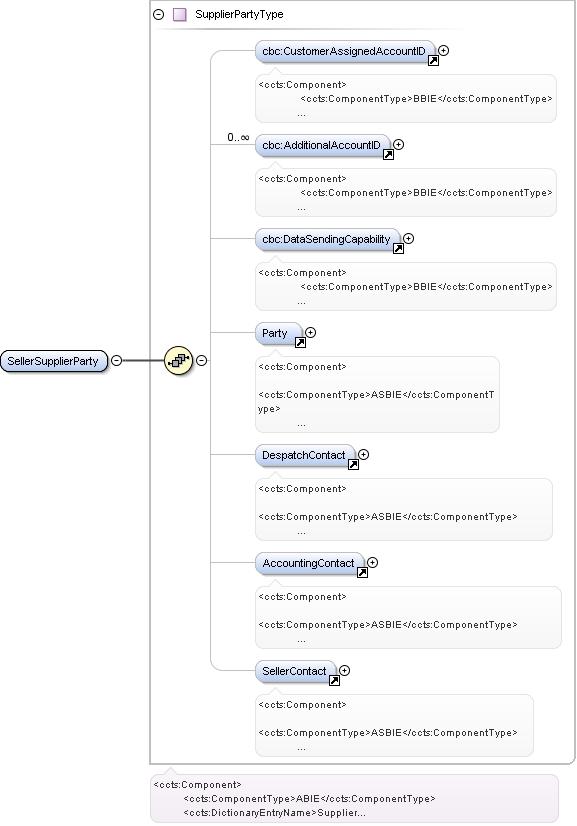 SupplierPartyType
cbc:CustomerAssignedAccountID
<ccts:Component>
<ccts:ComponentType>BBIE</ccts:ComponentType>
...
0..∞
cbc:AdditionalAccountID
<ccts:Component>
<ccts:ComponentType>BBIE</ccts:ComponentType>
...
cbc:DataSendingCapability
<ccts:Component>
<ccts:ComponentType>BBIE</ccts:ComponentType>
...
SellerSupplierParty
Party
<ccts:Component>
<ccts:ComponentType>ASBIE</ccts:ComponentT
ype>
...
DespatchContact
<ccts:Component>
<ccts:ComponentType>ASBIE</ccts:ComponentType>
...
AccountingContact
<ccts:Component>
<ccts:ComponentType>ASBIE</ccts:ComponentType>
...
SellerContact
<ccts:Component>
<ccts:ComponentType>ASBIE</ccts:ComponentType>
...
<ccts:Component>
<ccts:ComponentType>ABIE</ccts:ComponentType>
<ccts:DictionaryEntryName>Supplier...